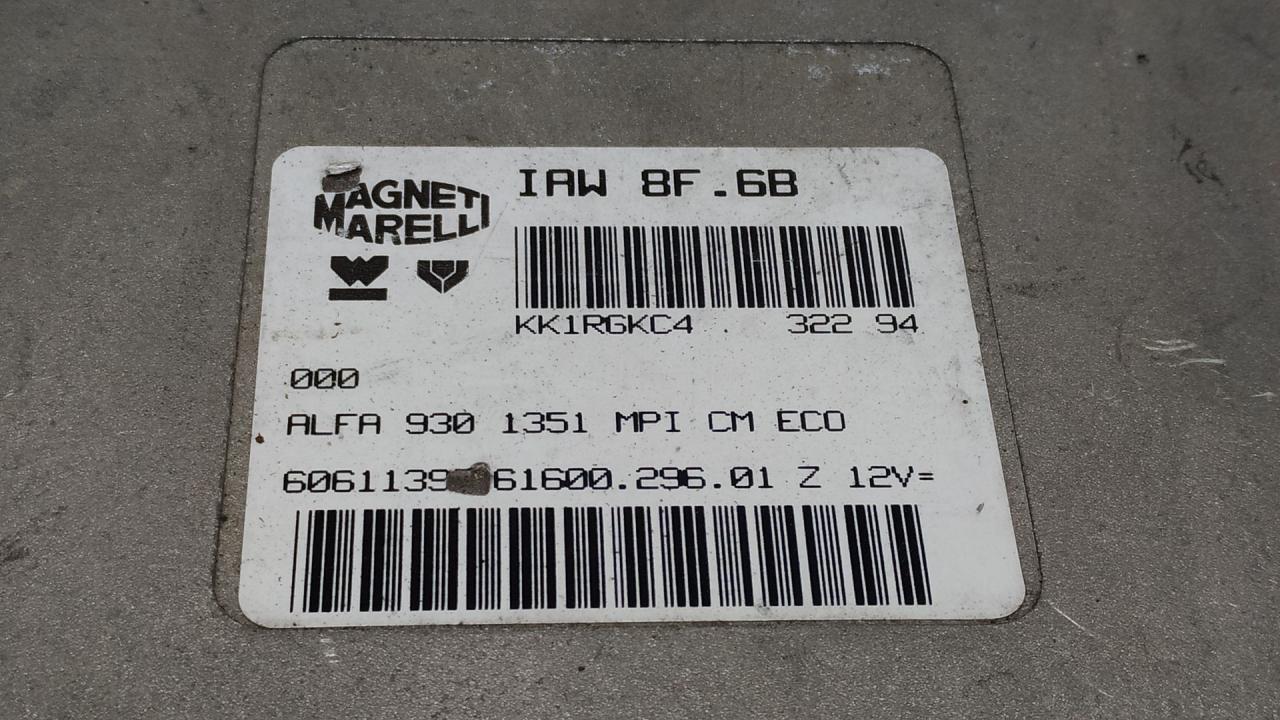 MAGNETI
MARELLI
IAW 8F.6B
KK1RGKC4 322 94
000
ALFA 930 1351 MPI CM ECO
61600.296.01 Z 12V=